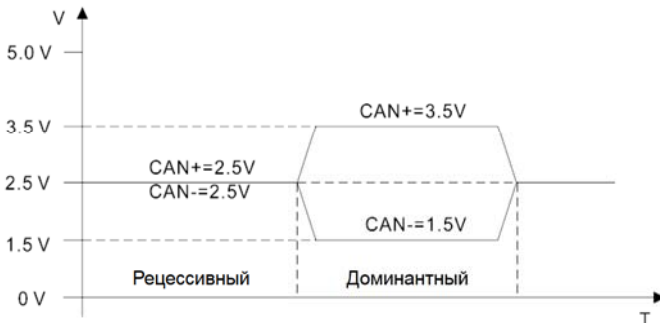 V
5.0 V
CAN+=3.5V
3.5 V
CAN+=2.5V
2.5 V
CAN-=2.5V
CAN-=1.5V
1.5 V
Рецессивный Доминантный
0 V
T